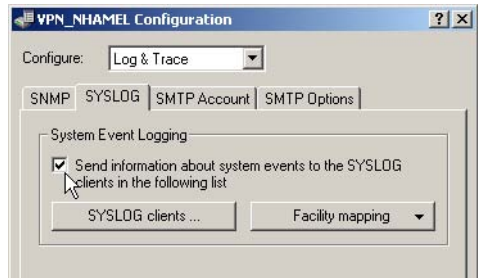 VPN_NHAMEL Configuration
Configure: Log & Trace
SNMP SYSLOG SMTP Account SMTP Options
System Event Logging
Send information about system events to the SYSLOG
clients in the following list
SYSLOG clients ... Facility mapping